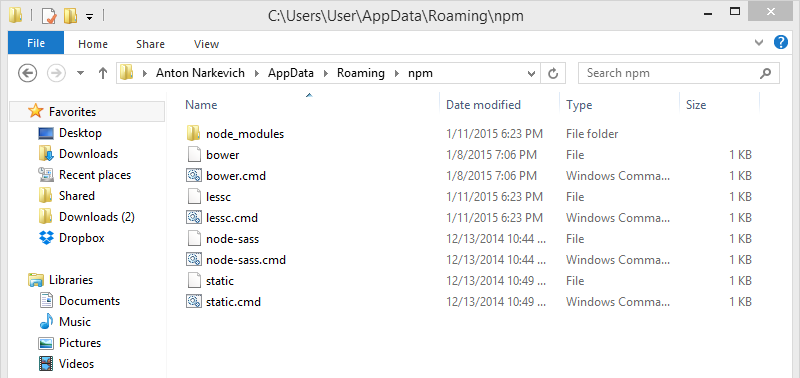 C:\Users\User\AppData\Roaming\npm
File Home Share View
Anton Narkevich AppData Roaming npm Search npm
Favorites
Desktop
Downloads
Recent places
Shared
Downloads (2)
Dropbox
Libraries
Documents
Music
Pictures
Videos
Name Date modified Type Size
node_modules 1/11/2015 6:23 PM File folder
bower 1/8/2015 7:06 PM File 1 KB
bower.cmd 1/8/2015 7:06 PM Windows Comma... 1 KB
lessc 1/11/2015 6:23 PM File 1 KB
lessc.cmd 1/11/2015 6:23 PM Windows Comma... 1 KB
node-sass 12/13/2014 10:44 ... File 1 KB
node-sass.cmd 12/13/2014 10:44 ... Windows Comma... 1 KB
static 12/13/2014 10:49 ... File 1 KB
static.cmd 12/13/2014 10:49 ... Windows Comma... 1 KB